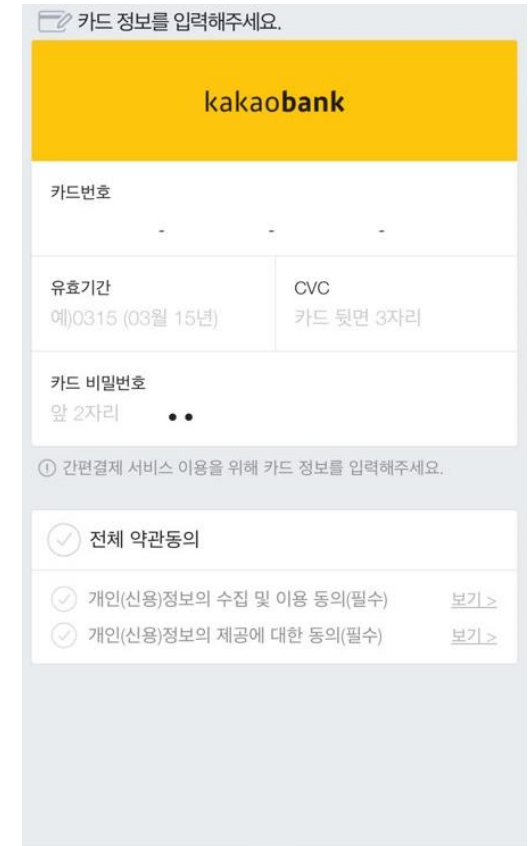 카드 정보를 입력해주세요.
kakaobank
카드번호
- - -
유효기간 CVC
예)0315 (03월 15년) 카드 뒷면 3자리
카드 비밀번호
앞 2자리 ••
간편결제 서비스 이용을 위해 카드 정보를 입력해주세요.
전체 약관동의
개인(신용)정보의 수집 및 이용 동의(필수) 보기 >
개인(신용)정보의 제공에 대한 동의(필수) 보기 >